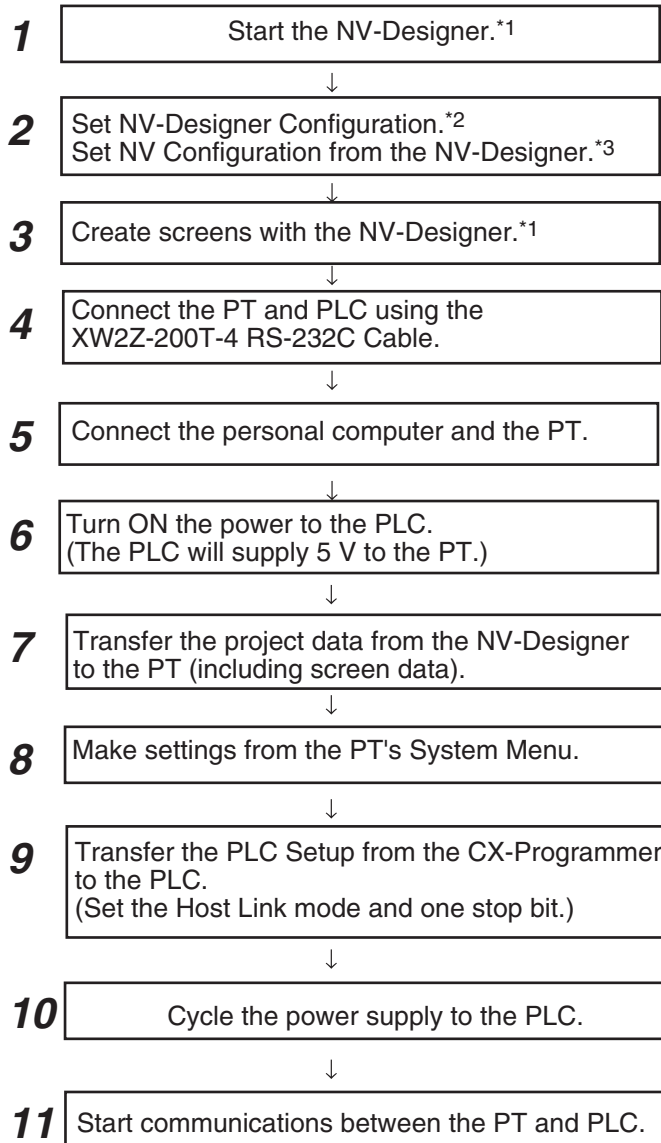 1 Start the NV-Designer.*1
↓
2 Set NV-Designer Configuration.*2
Set NV Configuration from the NV-Designer.*3
↓
3 Create screens with the NV-Designer.*1
↓
4 Connect the PT and PLC using the
XW2Z-200T-4 RS-232C Cable.
↓
5 Connect the personal computer and the PT.
↓
6 Turn ON the power to the PLC.
(The PLC will supply 5 V to the PT.)
↓
7 Transfer the project data from the NV-Designer
to the PT (including screen data).
↓
8 Make settings from the PT's System Menu.
↓
9 Transfer the PLC Setup from the CX-Programmer
to the PLC.
(Set the Host Link mode and one stop bit.)
↓
10 Cycle the power supply to the PLC.
↓
11 Start communications between the PT and PLC.